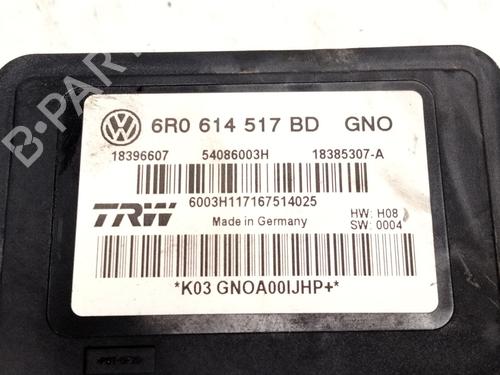 B-PARTS
6R0 614 517 BD GNO
18396607 54086003H 18385307-A
TRW
6003H117167514025
Made in Germany
HW: H08
SW: 0004
*K03 GNOA00IJHP+*